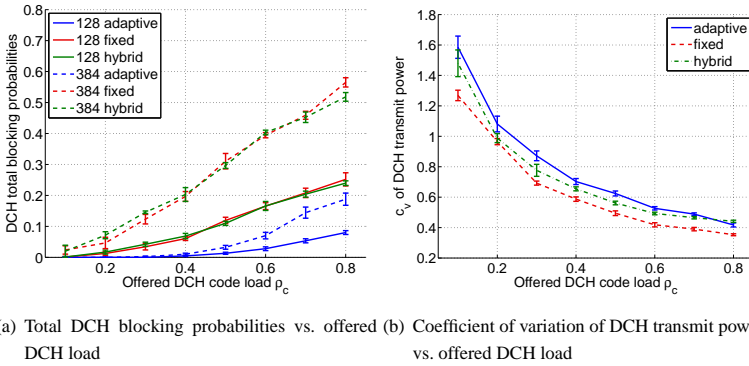 DCH total blocking probabilities
0.8
0.7
0.6
0.5
0.4
0.3
0.2
0.1
0
128 adaptive
128 fixed
128 hybrid
384 adaptive
384 fixed
384 hybrid
0.2 0.4 0.6 0.8
Offered DCH code load ρc
c_v of DCH transmit power
1.8
1.6
1.4
1.2
1
0.8
0.6
0.4
0.2
adaptive
fixed
hybrid
0 0.2 0.4 0.6 0.8
Offered DCH code load ρ_c
a) Total DCH blocking probabilities vs. offered
DCH load
(b) Coefficient of variation of DCH transmit pow
vs. offered DCH load